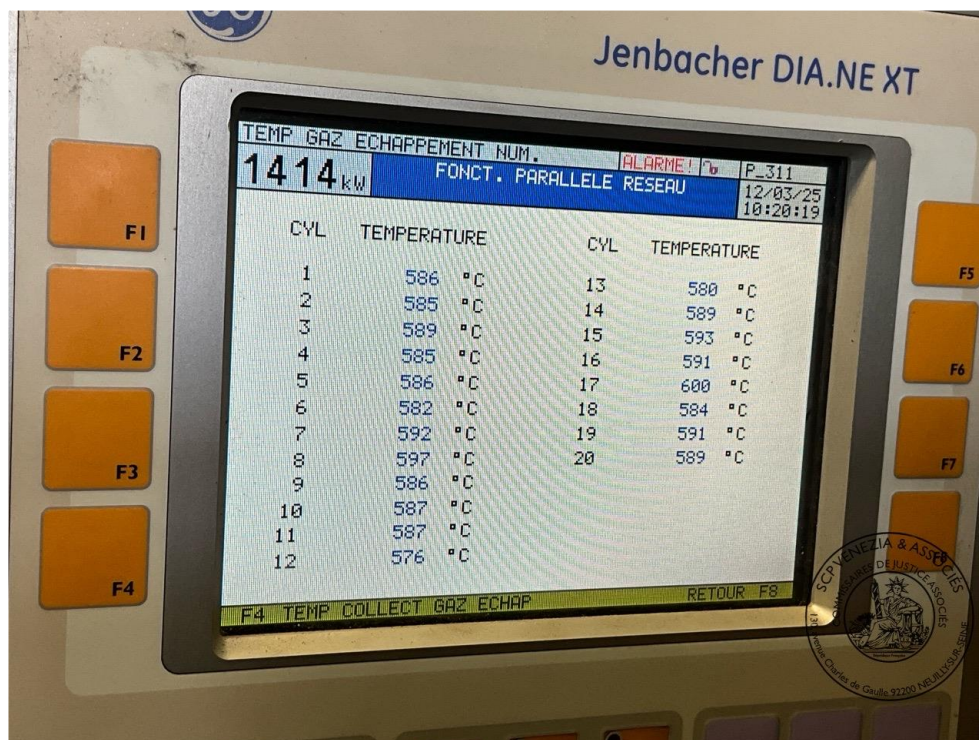 Jenbacher DIA.NE XT
TEMP GAZ ECHAPPEMENT NUM.
ALARME!
P_311
1414 kW
FONCT. PARALLELE RESEAU
12/03/25
10:20:19
CYL TEMPERATURE CYL TEMPERATURE
1 586 °C 13 580 °C
2 585 °C 14 589 °C
3 589 °C 15 593 °C
4 585 °C 16 591 °C
5 586 °C 17 600 °C
6 582 °C 18 584 °C
7 592 °C 19 591 °C
8 597 °C 20 589 °C
9 586 °C
10 587 °C
11 587 °C
12 576 °C
F4 TEMP COLLECT GAZ ECHAP RETOUR F8
F1
F2
F3
F4
F5
F6
F7
F8
SCP VENEZIA & ASSOCIÉS
COMMISSAIRES DE JUSTICE ASSOCIÉS
avenue Charles de Gaulle 92200 NEUILLY-SUR-SEINE